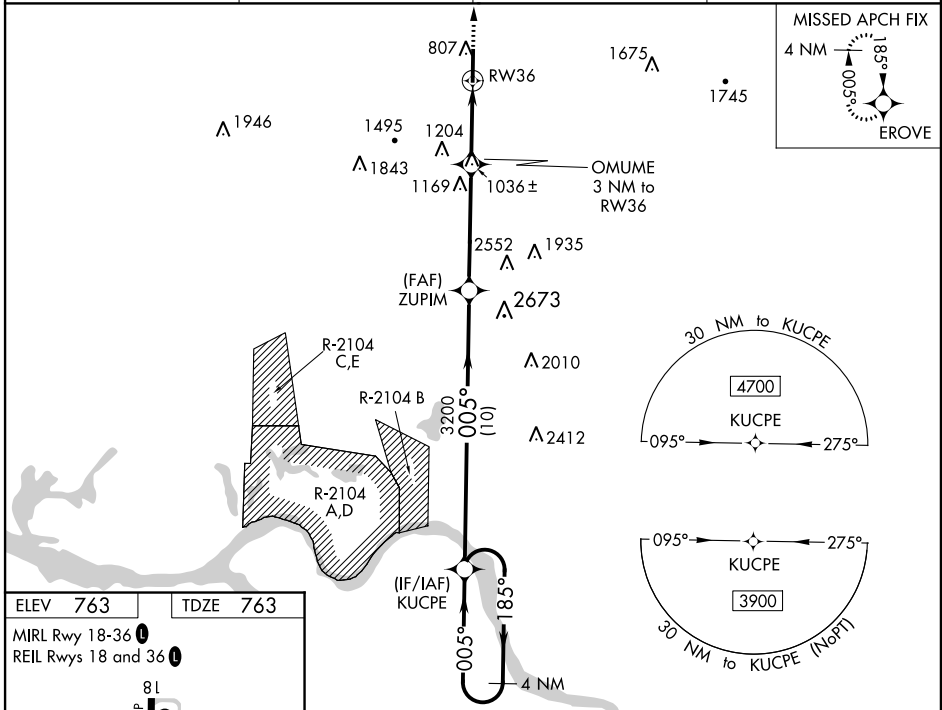 MISSED APCH FIX
4 NM
185°
005°
EROVE
807
RW36
1675
1745
1946
1495
1204
1843
1169
1036±
OMUME
3 NM to
RW36
2552
1935
(FAF)
ZUPIM
2673
R-2104
C,E
2010
R-2104 B
3200
005°
(10)
2412
R-2104
A,D
30 NM to KUCPE
4700
KUCPE
095°
275°
095°
275°
KUCPE
3900
30 NM to KUCPE (NoPT)
(IF/IAF)
KUCPE
185°
005°
4 NM
ELEV 763
TDZE 763
MIRL Rwy 18-36 L
REIL Rwys 18 and 36 L
18
P